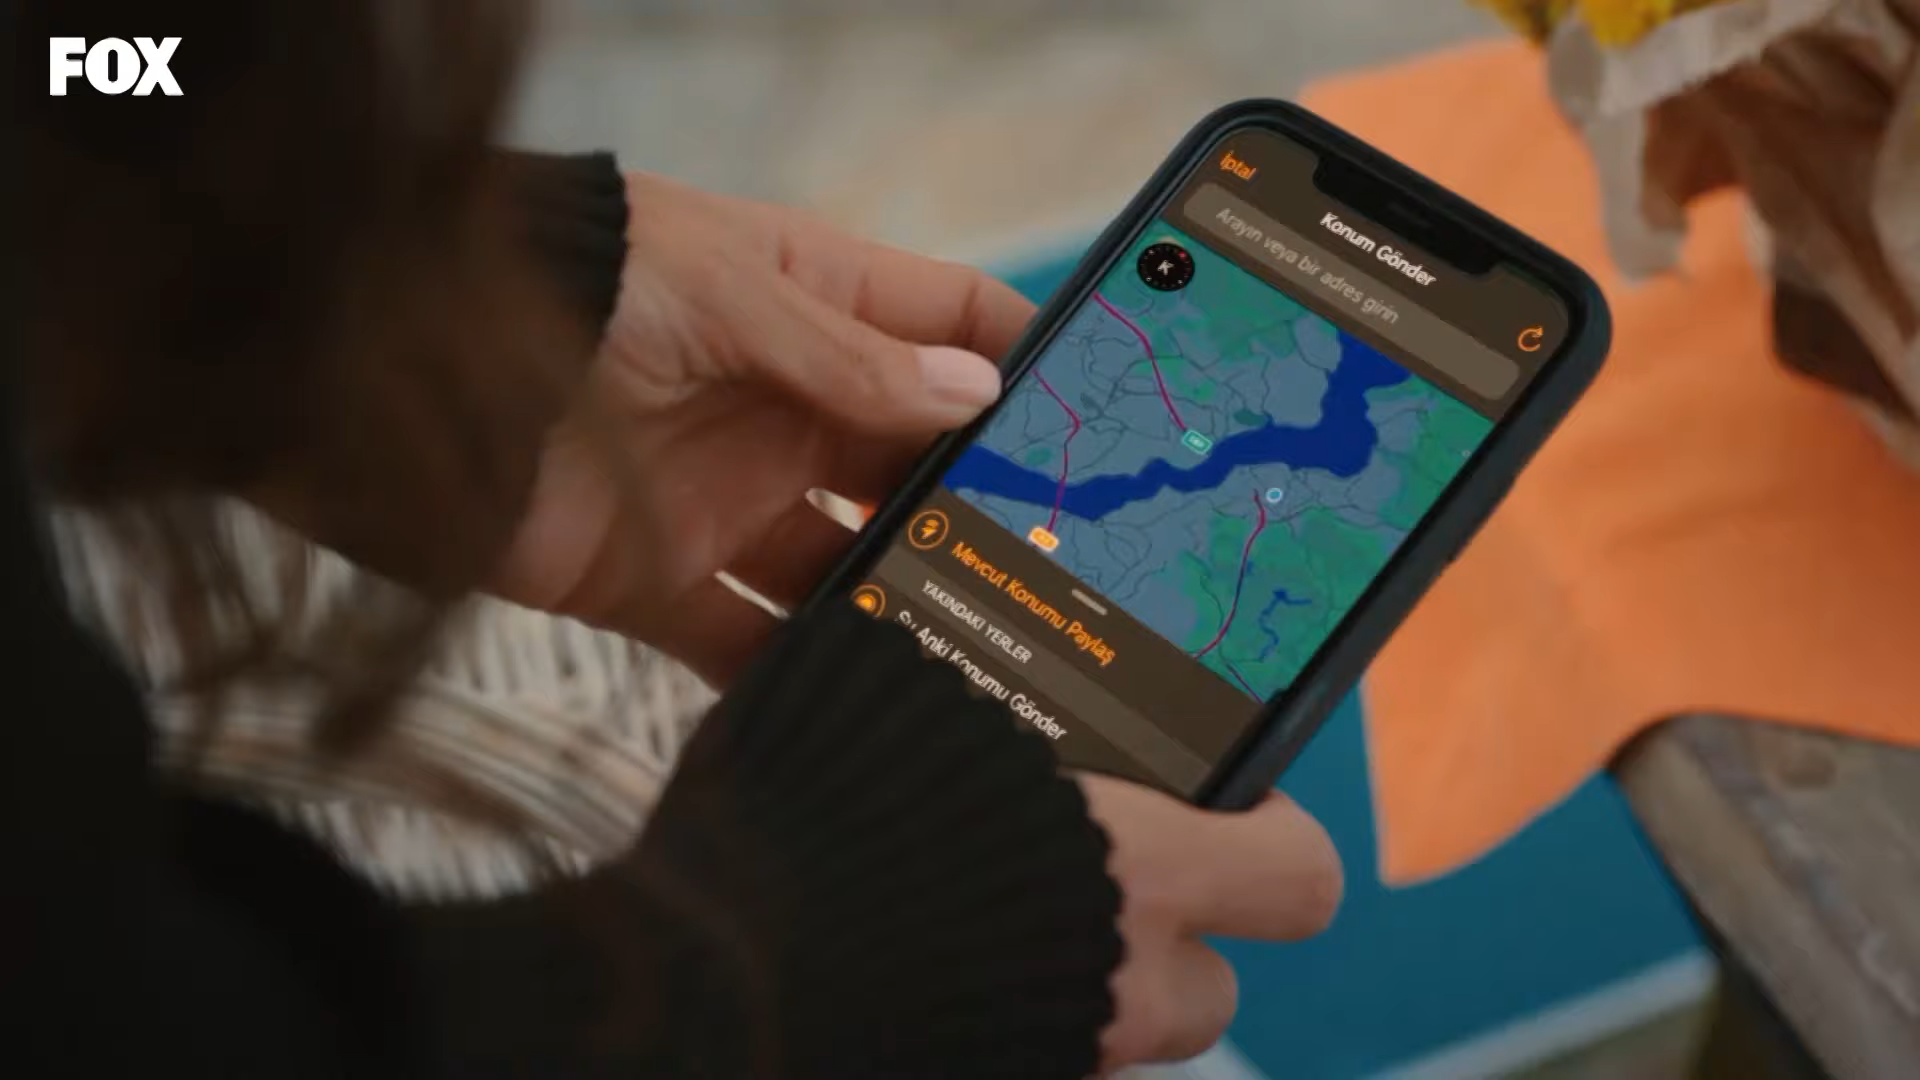 FOX
İptal
Konum Gönder
Arayın veya bir adres girin
K
Mevcut Konumu Paylaş
YAKINDAKİ YERLER
Şu Anki Konumu Gönder